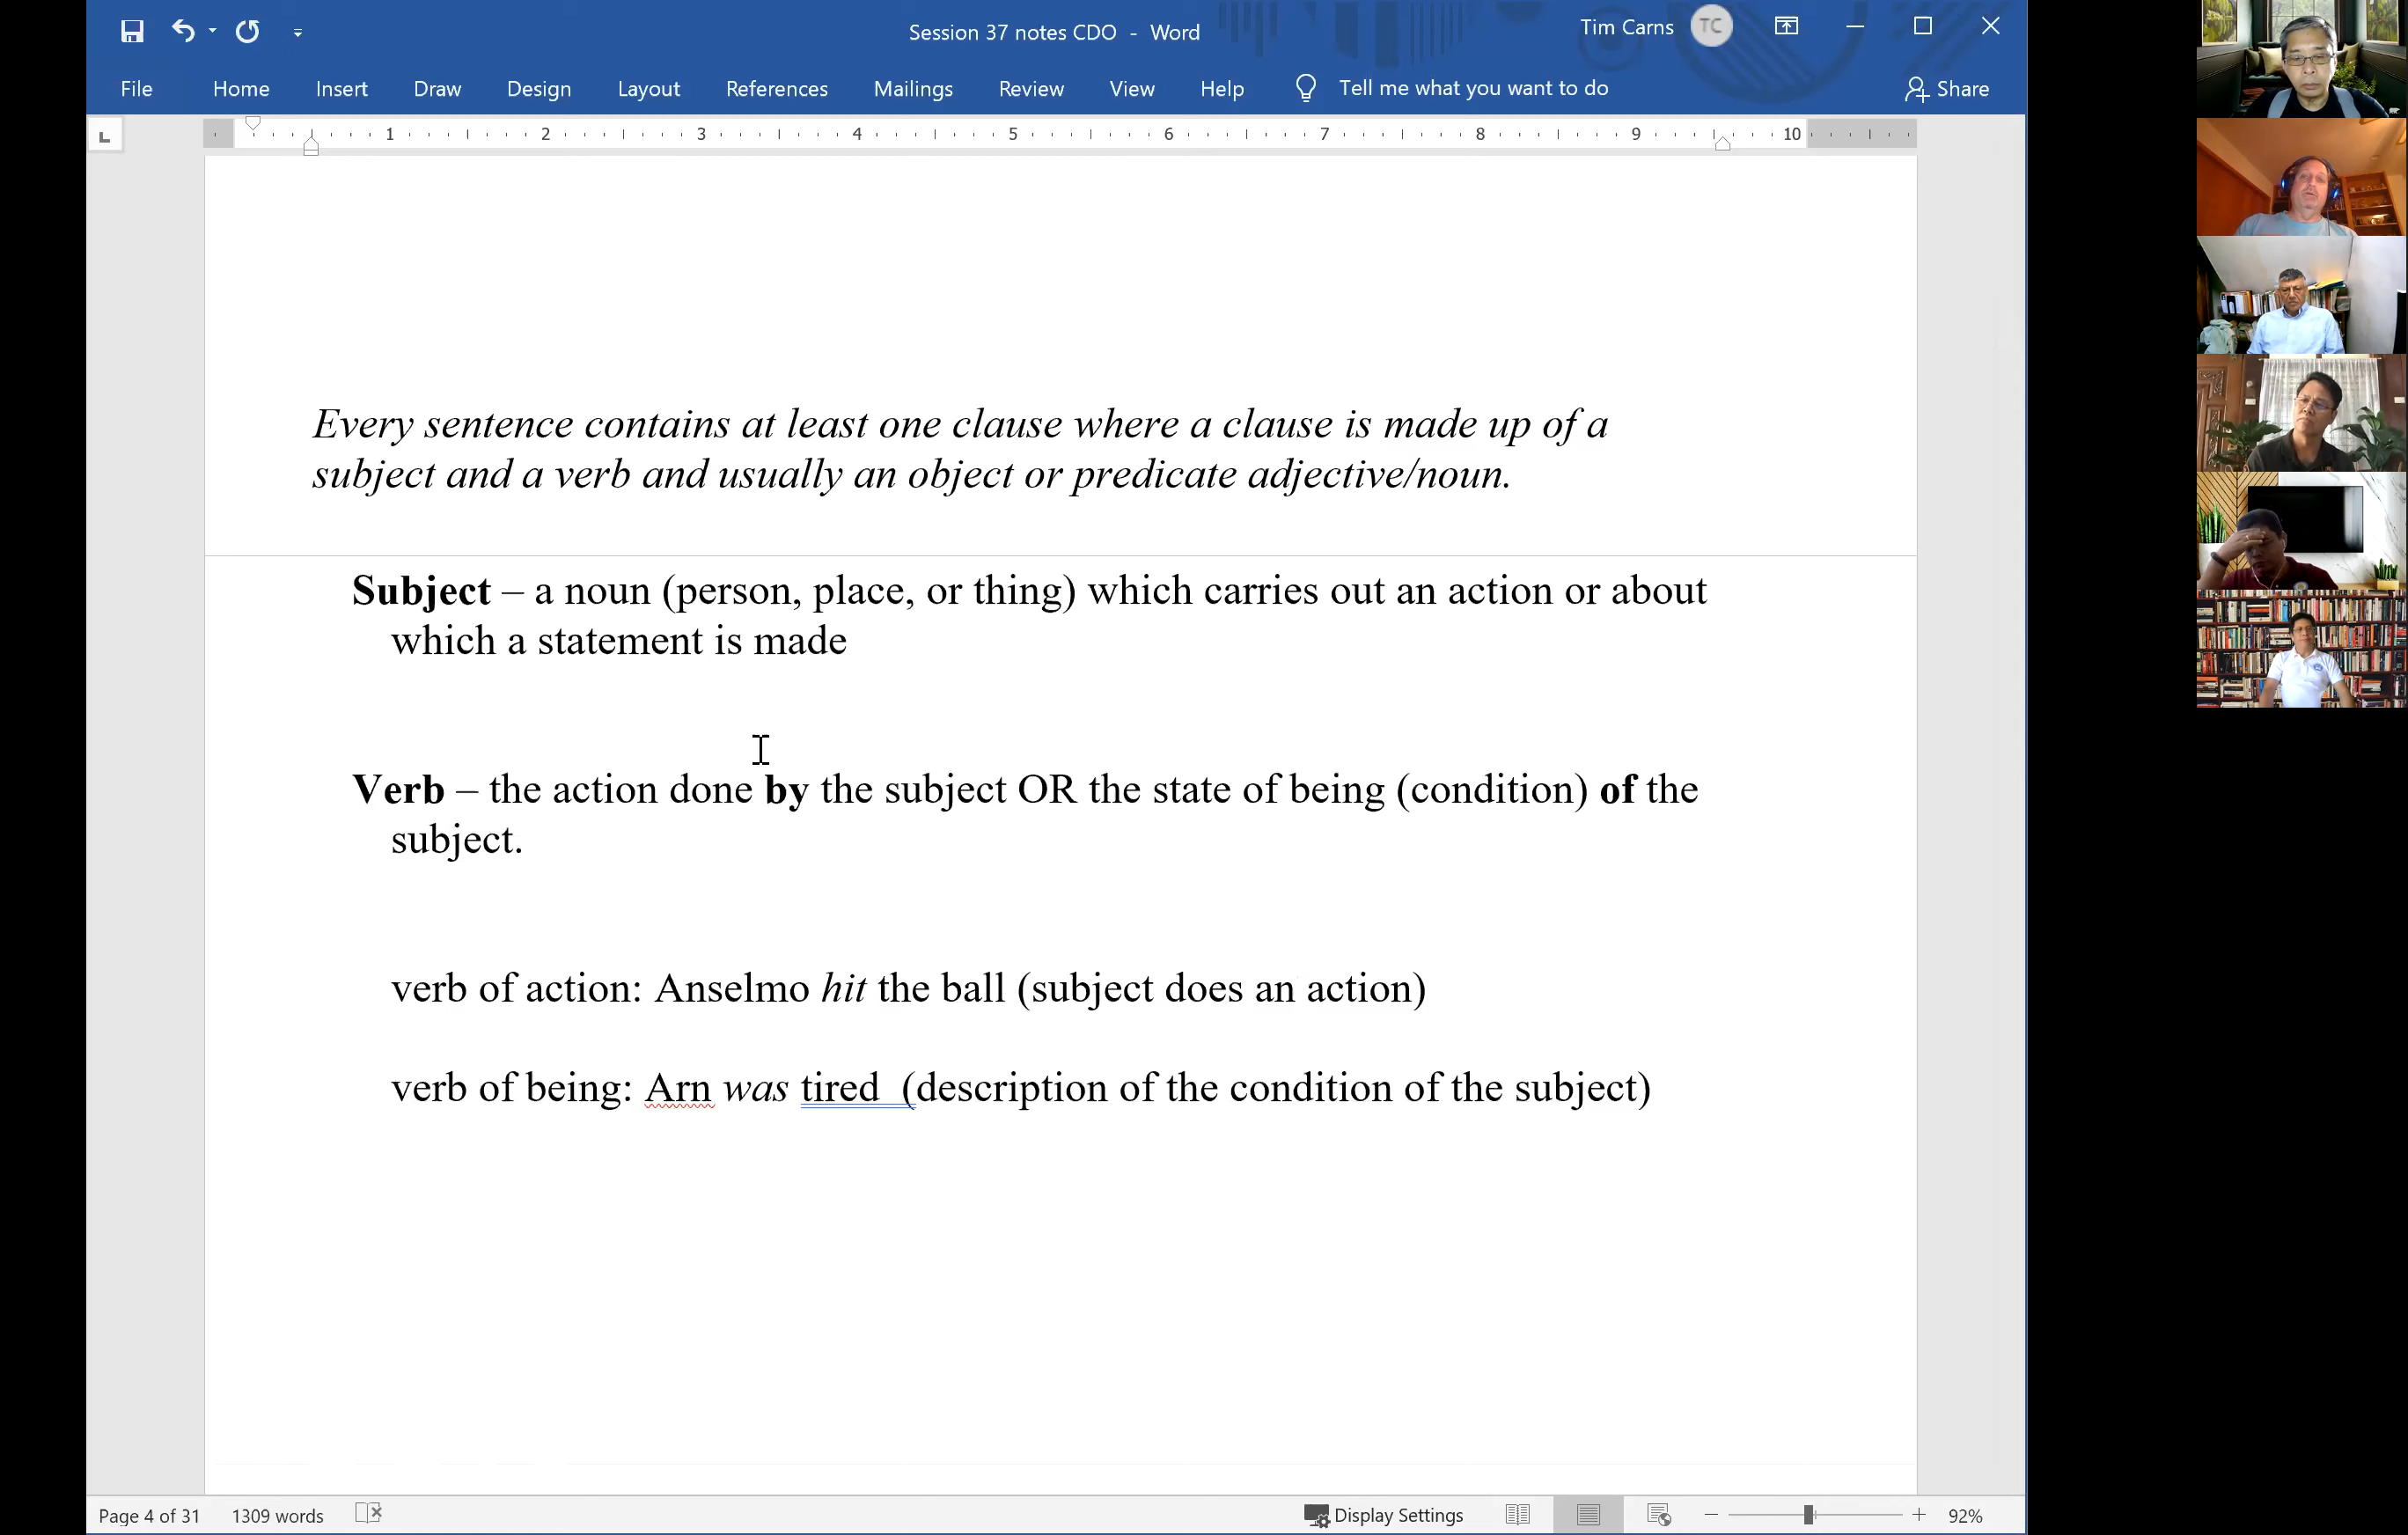 Session 37 notes CDO - Word
Tim Carns TC
File Home Insert Draw Design Layout References Mailings Review View Help Tell me what you want to do Share
1 2 3 4 5 6 7 8 9 10
Every sentence contains at least one clause where a clause is made up of a
subject and a verb and usually an object or predicate adjective/noun.
Subject – a noun (person, place, or thing) which carries out an action or about
which a statement is made
Verb – the action done by the subject OR the state of being (condition) of the
subject.
verb of action: Anselmo hit the ball (subject does an action)
verb of being: Arn was tired (description of the condition of the subject)
Page 4 of 31 1309 words Display Settings 92%